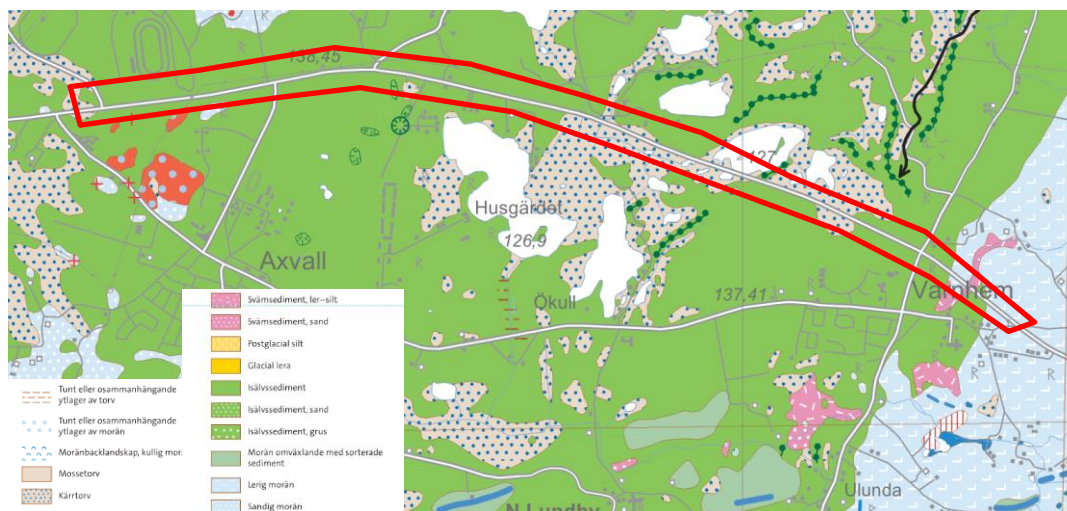 138,45
127
Husgärdet
126,9
Axvall
Ökull
137,41
Varnhem
Ulunda
N Lundby
R
R
R
R
R
R
R
Tunt eller osammanhängande
ytlager av torv
Tunt eller osammanhängande
ytlager av morän
Moränbacklandskap, kullig mor
Mossetorv
Kärrtorv
Svämsediment, ler--silt
Svämsediment, sand
Postglacial silt
Glacial lera
Isälvssediment
Isälvssediment, sand
Isälvssediment, grus
Morän omväxlande med sorterade
sediment
Lerig morän
Sandig morän